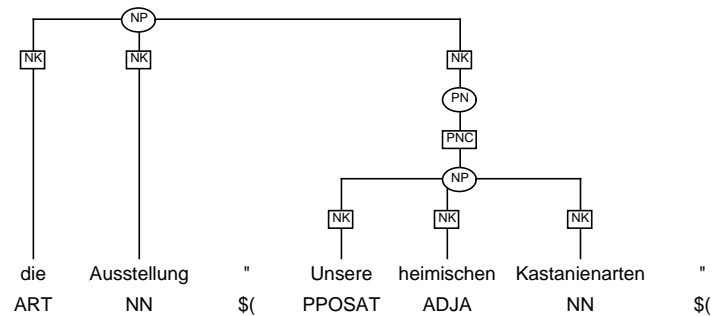 NP
NK NK NK
PN
PNC
NP
NK NK NK
die Ausstellung " Unsere heimischen Kastanienarten "
ART NN $( PPOSAT ADJA NN $(